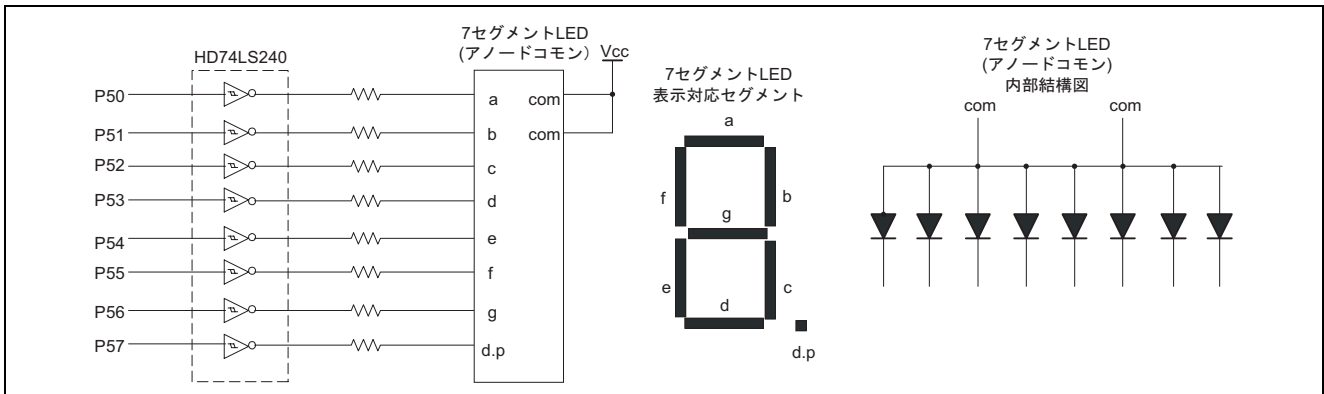 HD74LS240
7セグメントLED
(アノードコモン)
Vcc
P50
P51
P52
P53
P54
P55
P56
P57
a
b
c
d
e
f
g
d.p
com
com
7セグメントLED
表示対応セグメント
a
f
b
g
e
c
d
d.p
7セグメントLED
(アノードコモン)
内部結構図
com
com